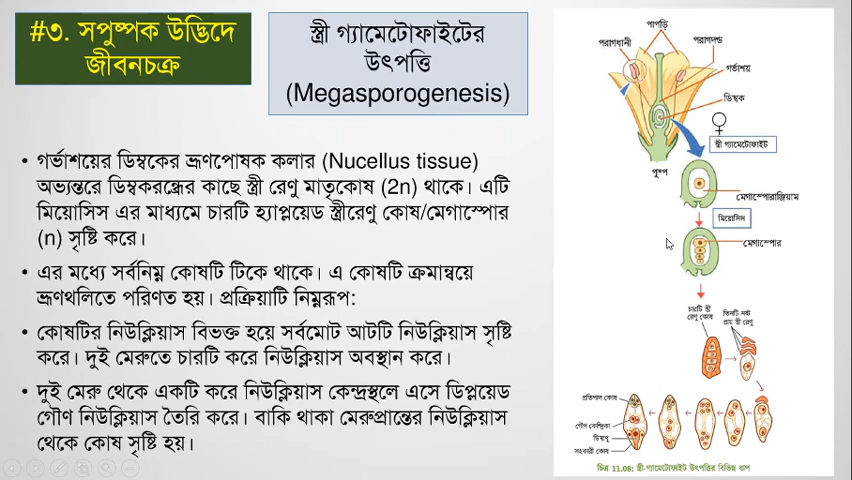 #৩. সপুষ্পক উদ্ভিদে
জীবনচক্র
স্ত্রী গ্যামেটোফাইটের
উৎপত্তি
(Megasporogenesis)
• গর্ভাশয়ের ডিম্বকের ভ্রূণপোষক কলার (Nucellus tissue)
অভ্যন্তরে ডিম্বকরন্ধ্রের কাছে স্ত্রী রেণু মাতৃকোষ (2n) থাকে। এটি
মিয়োসিস এর মাধ্যমে চারটি হ্যাপ্লয়েড স্ত্রীরেণু কোষ/মেগাস্পোর
(n) সৃষ্টি করে।
• এর মধ্যে সর্বনিম্ন কোষটি টিকে থাকে। এ কোষটি ক্রমান্বয়ে
ভ্রূণথলিতে পরিণত হয়। প্রক্রিয়াটি নিম্নরূপ:
• কোষটির নিউক্লিয়াস বিভক্ত হয়ে সর্বমোট আটটি নিউক্লিয়াস সৃষ্টি
করে। দুই মেরুতে চারটি করে নিউক্লিয়াস অবস্থান করে।
• দুই মেরু থেকে একটি করে নিউক্লিয়াস কেন্দ্রস্থলে এসে ডিপ্লয়েড
গৌণ নিউক্লিয়াস তৈরি করে। বাকি থাকা মেরুপ্রান্তের নিউক্লিয়াস
থেকে কোষ সৃষ্টি হয়।
পাপড়ি
পরাগধানী
পরাগদন্ড
গর্ভাশয়
ডিম্বক
স্ত্রী গ্যামেটোফাইট
পুষ্প
মেগাস্পোরাঞ্জিয়াম
মিয়োসিস
মেগাস্পোর
চারটি স্ত্রী
রেণু কোষ
তিনটি নষ্ট
প্রায় স্ত্রী রেণু
প্রতিপাদ কোষ
গৌণ কেন্দ্রিকা
ডিম্বাণু
সহকারী কোষ
চিত্র 11.08: স্ত্রী-গ্যামেটোফাইট উৎপত্তির বিভিন্ন ধাপ